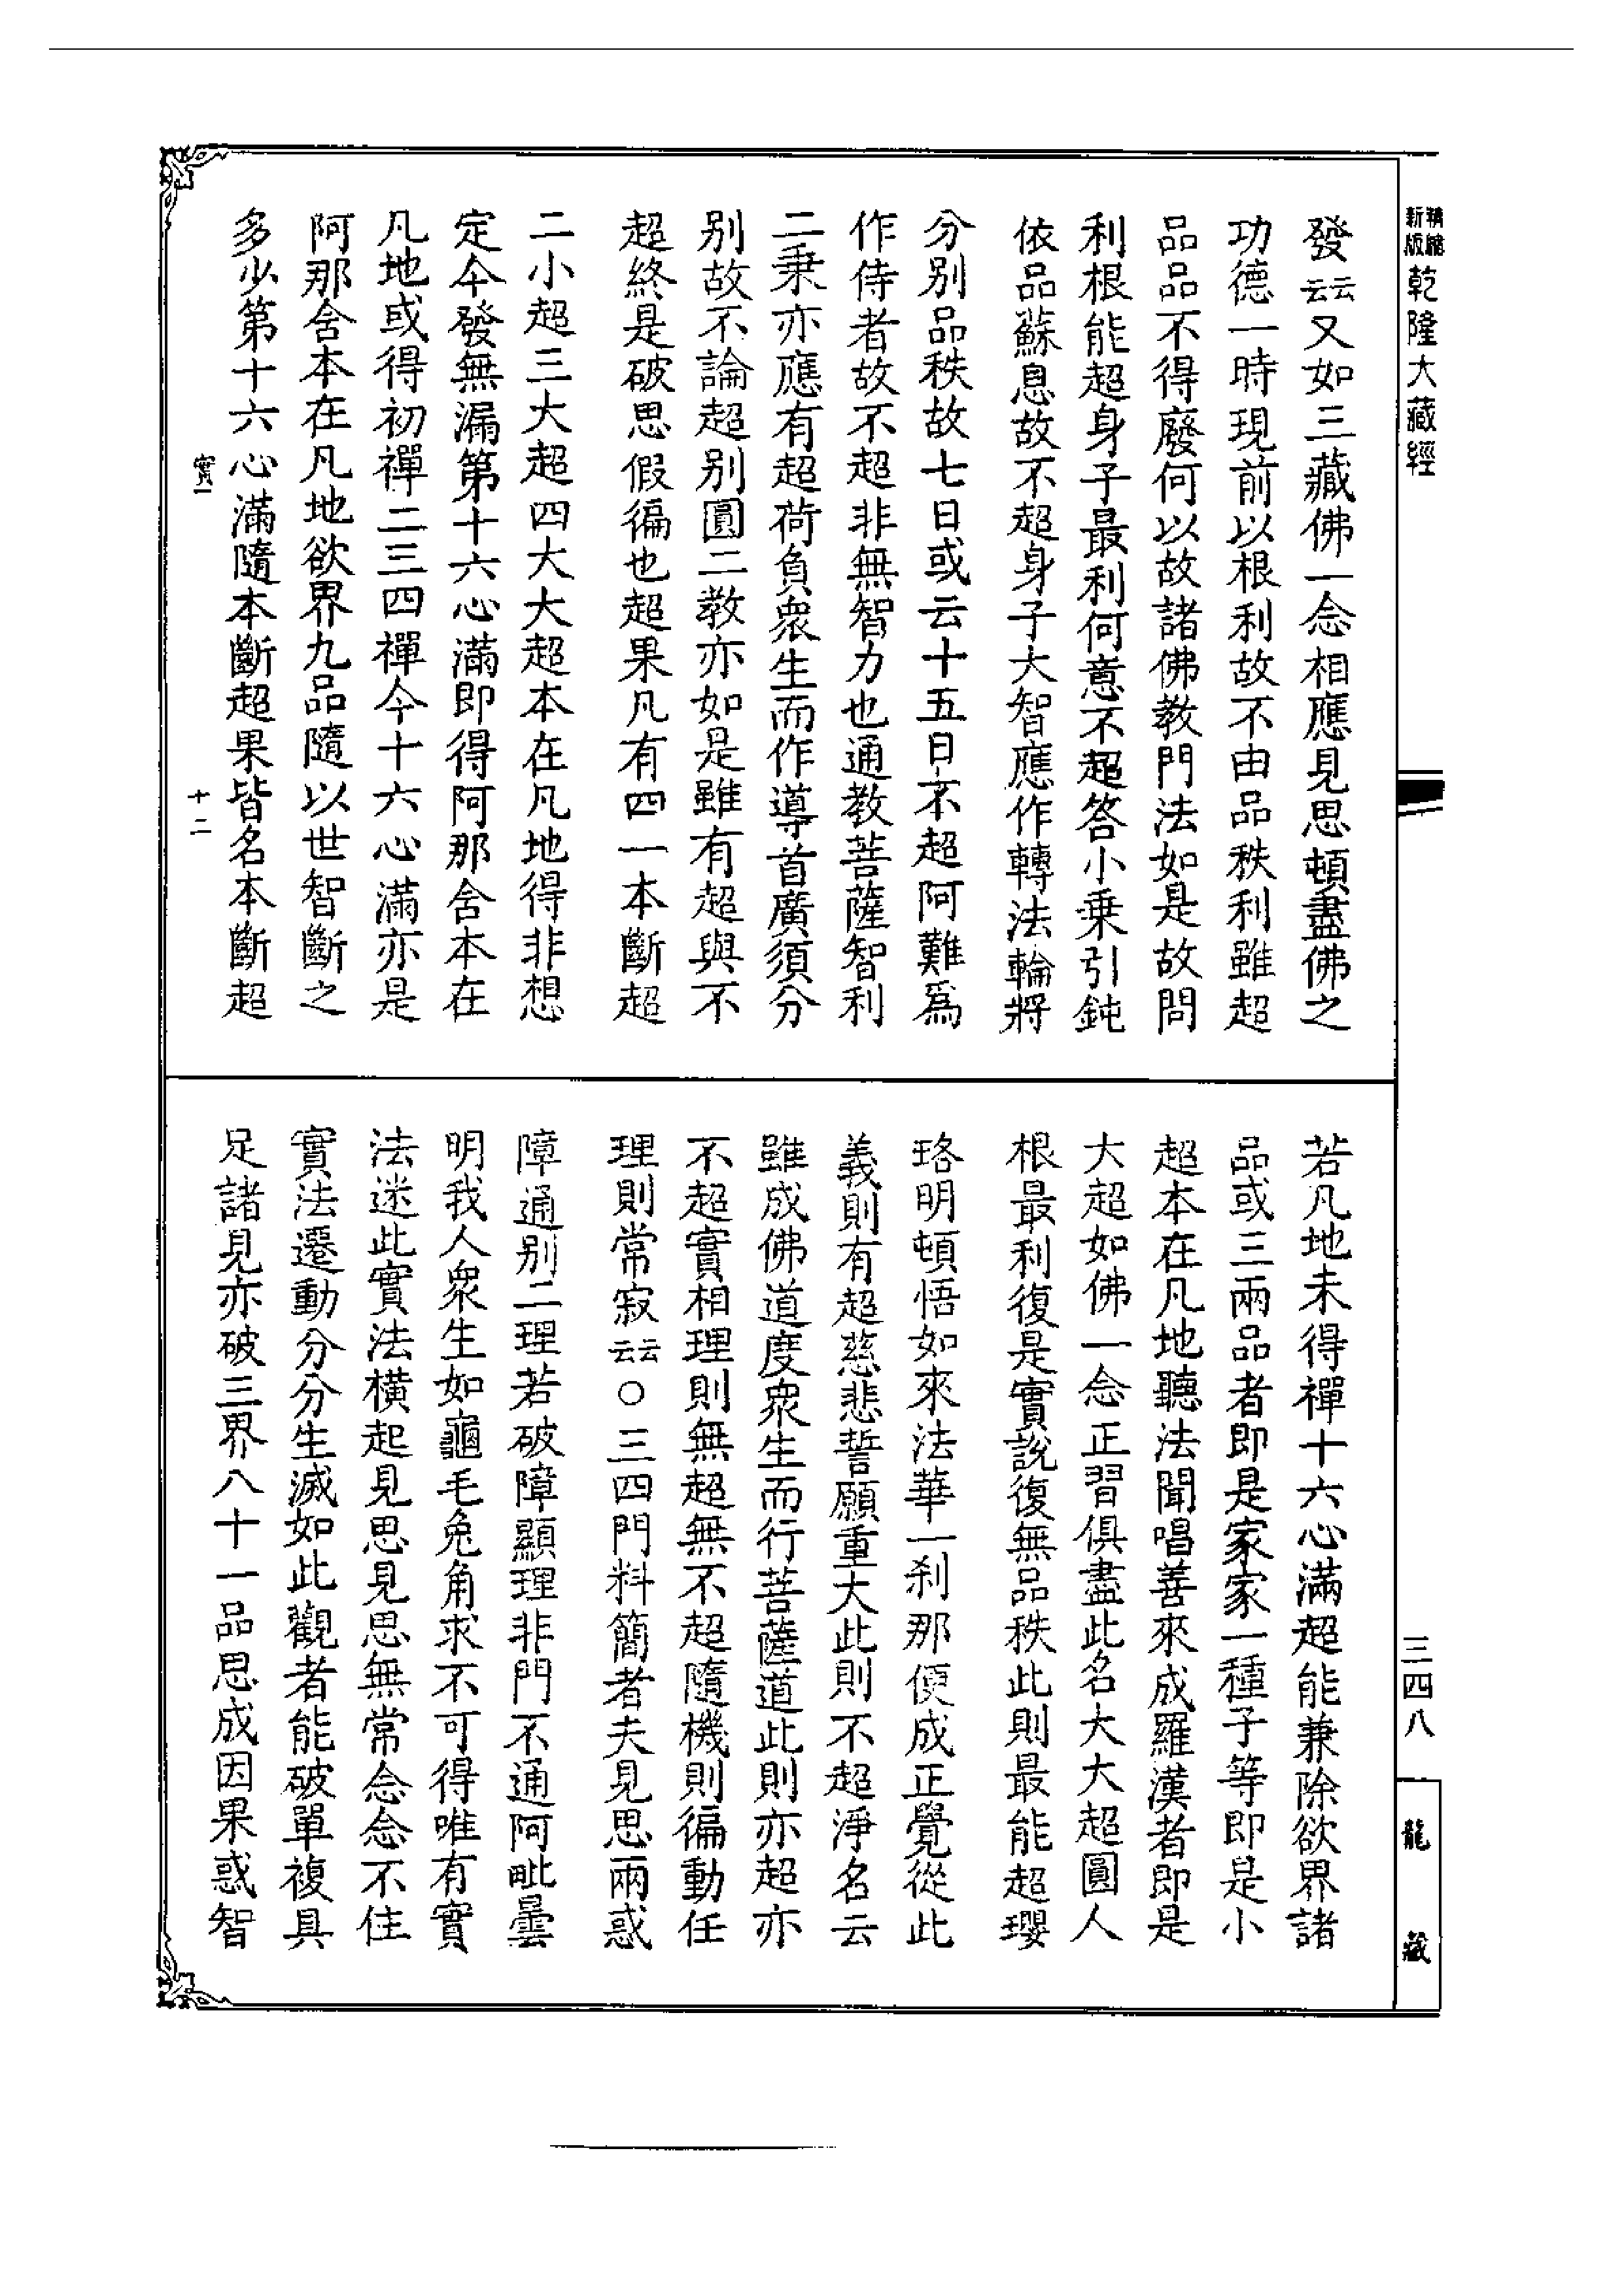 新版
精縮
乾隆大藏經
發云云又如三藏佛一念相應見思頓盡佛之
功德一時現前以根利故不由品秩利雖超
品品不得廢何以故諸佛教門法如是故問
利根能超身子最利何意不超答小乗引鈍
依品蘇息故不超身子大智應作轉法輪將
分别品秩故七日或云十五日不超阿難爲
作侍者故不超非無智力也通教菩薩智利
二乗亦應有超荷負衆生而作導首廣須分
别故不論超别圓二教亦如是雖有超與不
超終是破思假徧也超果凡有四一本斷超
二小超三大超四大大超本在凡地得非想
定今發無漏第十六心滿即得阿那舍本在
凡地或得初禪二三四禪今十六心滿亦是
阿那舍本在凡地欲界九品隨以世智斷之
多少第十六心滿隨本斷超果皆名本斷超
實一
十二
若凡地未得禪十六心滿超能兼除欲界諸
品或三兩品者即是家家一種子等即是小
超本在凡地聽法聞唱善來成羅漢者即是
大超如佛一念正習俱盡此名大大超圓人
根最利復是實說復無品秩此則最能超瓔
珞明頓悟如來法華一刹那便成正覺從此
義則有超慈悲誓願重大此則不超淨名云
雖成佛道度衆生而行菩薩道此則亦超亦
不超實相理則無超無不超隨機則徧動任
理則常寂云云○三四門料簡者夫見思兩惑
障通别二理若破障顯理非門不通阿毗曇
明我人衆生如龜毛兔角求不可得唯有實
法迷此實法橫起見思見思無常念念不住
實法遷動分分生滅如此觀者能破單複具
足諸見亦破三界八十一品思成因果惑智
三四八
龍藏